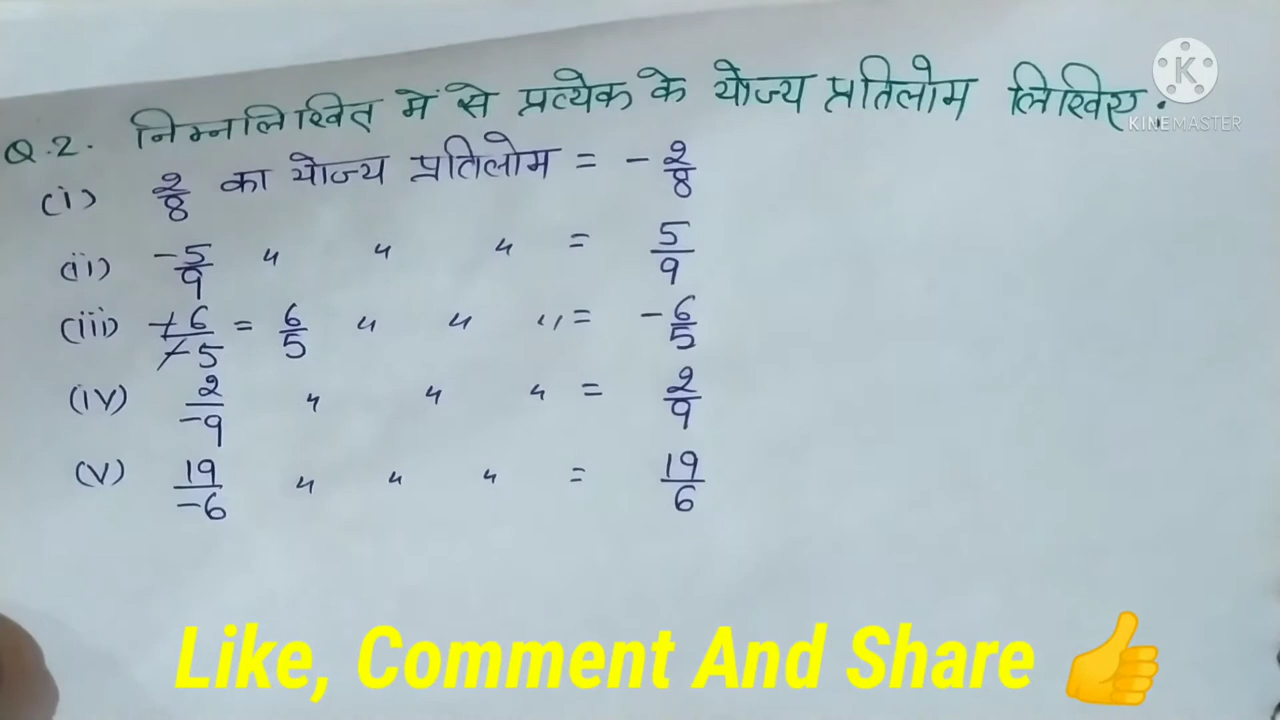 Q.2. निम्नलिखित में से प्रत्येक के योज्य प्रतिलोम लिखिए.
(i) 2/8 का योज्य प्रतिलोम = -2/8
(ii) -5/9 " " " = 5/9
(iii) -6/-5 = 6/5 " " " = -6/5
(iv) 2/-9 " " " = 2/9
(v) 19/-6 " " " = 19/6
K
KINEMASTER
Like, Comment And Share